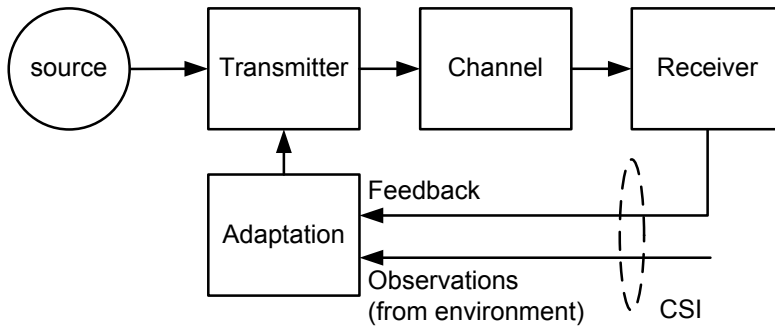 source
Transmitter
Channel
Receiver
Feedback
Adaptation
Observations
(from environment)
CSI